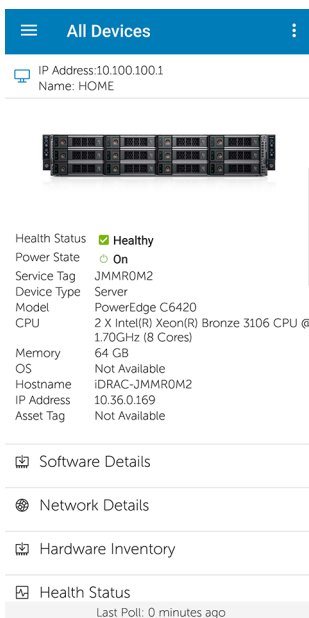 All Devices
IP Address:10.100.100.1
Name: HOME
Health Status Healthy
Power State On
Service Tag JMMR0M2
Device Type Server
Model PowerEdge C6420
CPU 2 X Intel(R) Xeon(R) Bronze 3106 CPU @
1.70GHz (8 Cores)
Memory 64 GB
OS Not Available
Hostname iDRAC-JMMR0M2
IP Address 10.36.0.169
Asset Tag Not Available
Software Details
Network Details
Hardware Inventory
Health Status
Last Poll: 0 minutes ago